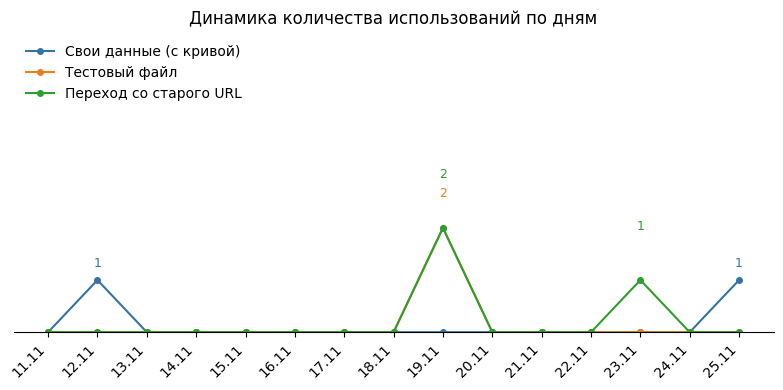 Динамика количества использований по дням
Свои данные (с кривой)
Тестовый файл
Переход со старого URL
2
2
1
1
1
11.11 12.11 13.11 14.11 15.11 16.11 17.11 18.11 19.11 20.11 21.11 22.11 23.11 24.11 25.11